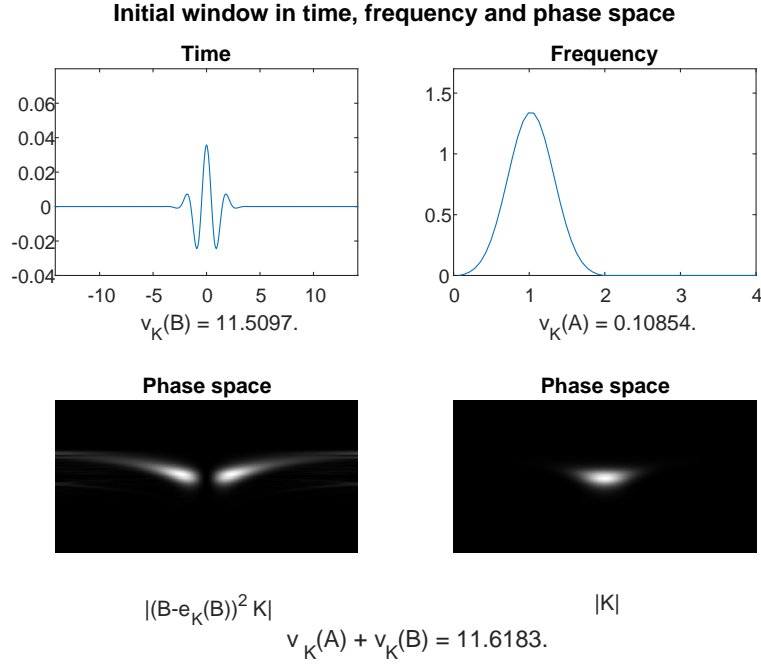 Initial window in time, frequency and phase space
Time
Frequency
0.06
0.04
0.02
0
-0.02
-0.04
-10 -5 0 5 10
v_K(B) = 11.5097.
1.5
1
0.5
0
0 1 2 3 4
v_K(A) = 0.10854.
Phase space
Phase space
|(B-e_K(B))^2 K|
|K|
v_K(A) + v_K(B) = 11.6183.